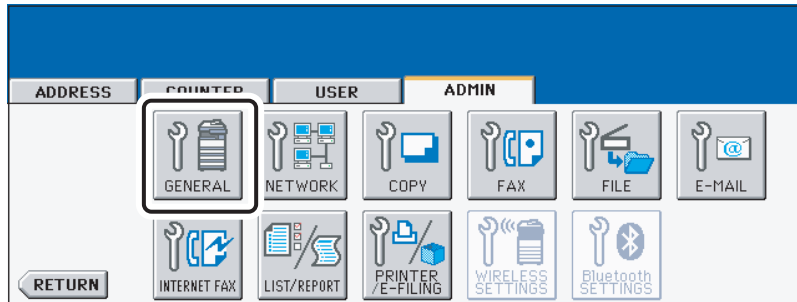 ADDRESS COUNTER USER ADMIN
GENERAL NETWORK COPY FAX FILE E-MAIL
@
INTERNET FAX LIST/REPORT PRINTER /E-FILING WIRELESS SETTINGS Bluetooth SETTINGS
RETURN